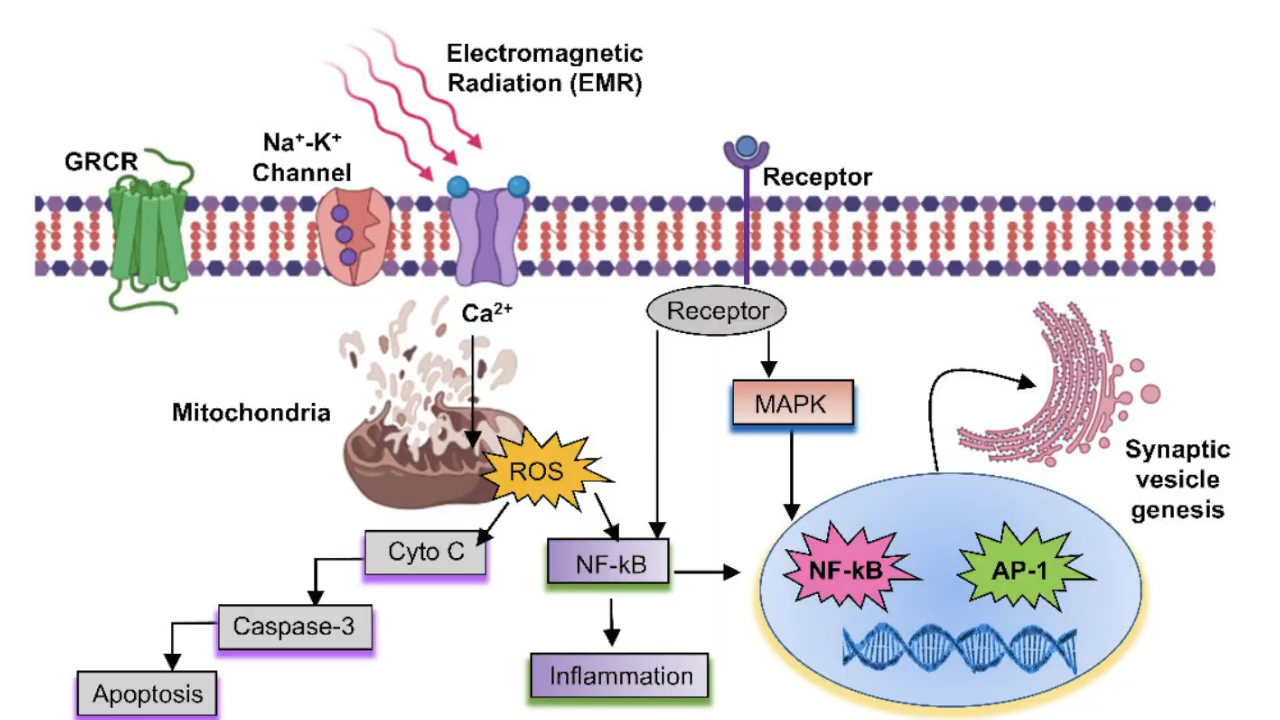 Electromagnetic
Radiation (EMR)
Na⁺-K⁺
Channel
GRCR
Receptor
Ca²⁺
Receptor
Mitochondria
MAPK
ROS
Synaptic
vesicle
genesis
Cyto C
NF-kB
NF-kB
AP-1
Caspase-3
Inflammation
Apoptosis